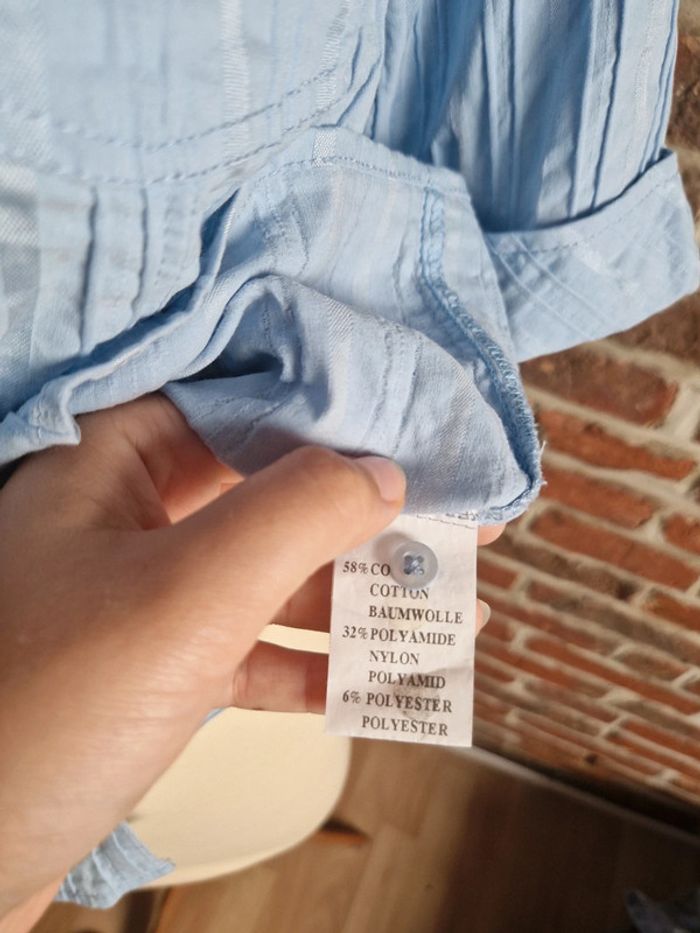 58% CO
COTTON
BAUMWOLLE
32% POLYAMIDE
NYLON
POLYAMID
6% POLYESTER
POLYESTER